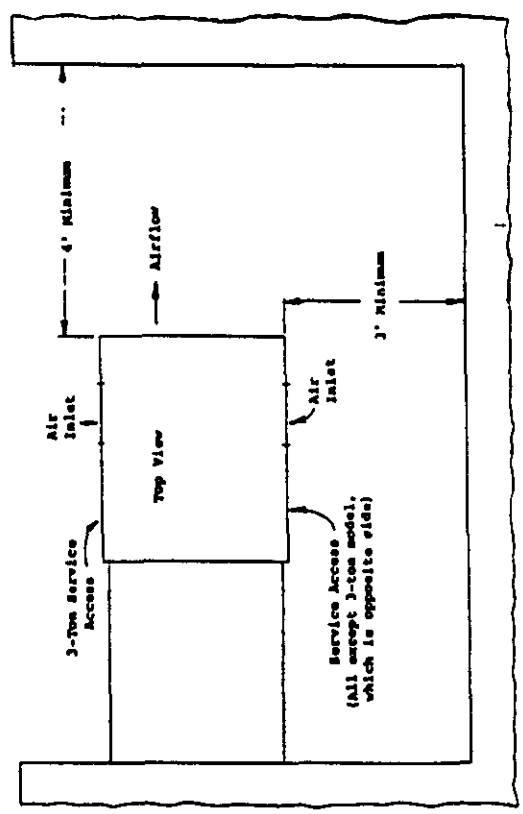 4' Minimum
Airflow
Air
Inlet
Top View
3-Ton Service
Access
3' Minimum
Air
Inlet
Service Access
(All except 3-ton model,
which is opposite side)